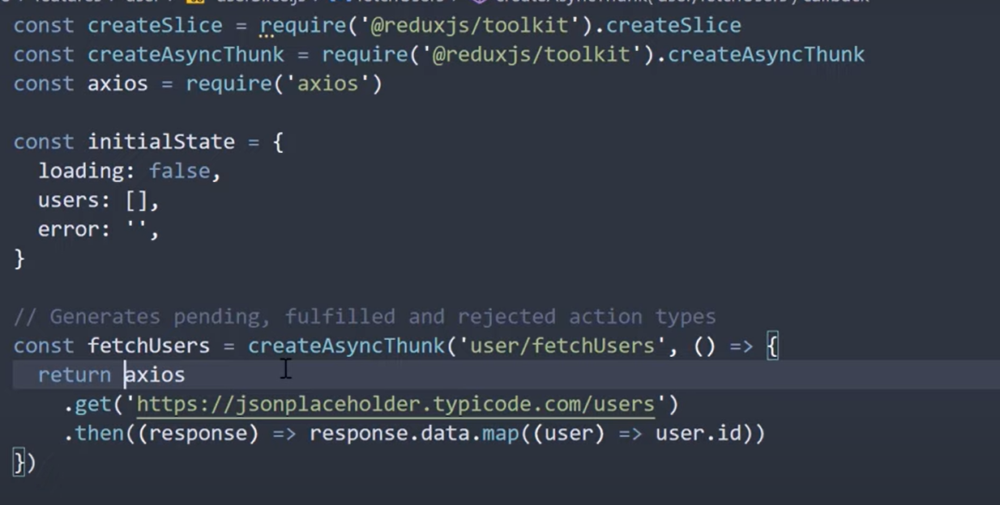 const createSlice = require('@reduxjs/toolkit').createSlice
const createAsyncThunk = require('@reduxjs/toolkit').createAsyncThunk
const axios = require('axios')

const initialState = {
  loading: false,
  users: [],
  error: '',
}

// Generates pending, fulfilled and rejected action types
const fetchUsers = createAsyncThunk('user/fetchUsers', () => {
  return axios
    .get('https://jsonplaceholder.typicode.com/users')
    .then((response) => response.data.map((user) => user.id))
})